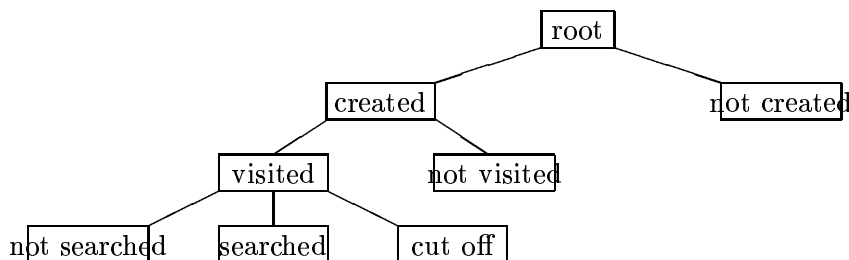 root
created
not created
visited
not visited
not searched
searched
cut off